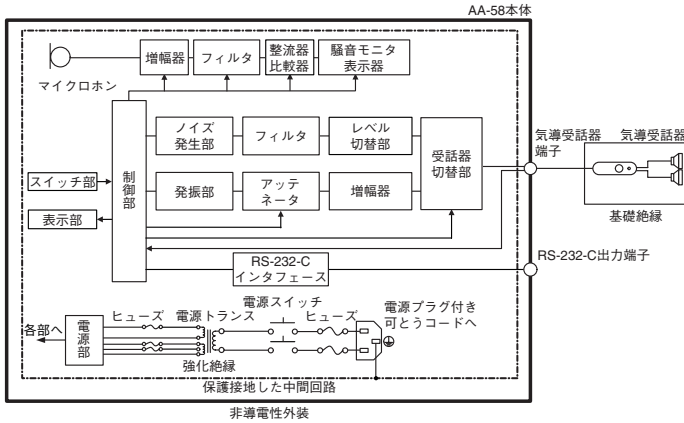 AA-58本体
増幅器
フィルタ
整流器
比較器
騒音モニタ
表示器
マイクロホン
ノイズ
発生部
フィルタ
レベル
切替部
受話器
切替部
気導受話器
端子
気導受話器
制御部
スイッチ部
表示部
発振部
アッテ
ネータ
増幅器
基礎絶縁
RS-232-C
インタフェース
RS-232-C出力端子
ヒューズ
電源トランス
電源スイッチ
ヒューズ
電源プラグ付き
可とうコードへ
各部へ
電源部
強化絶縁
保護接地した中間回路
非導電性外装